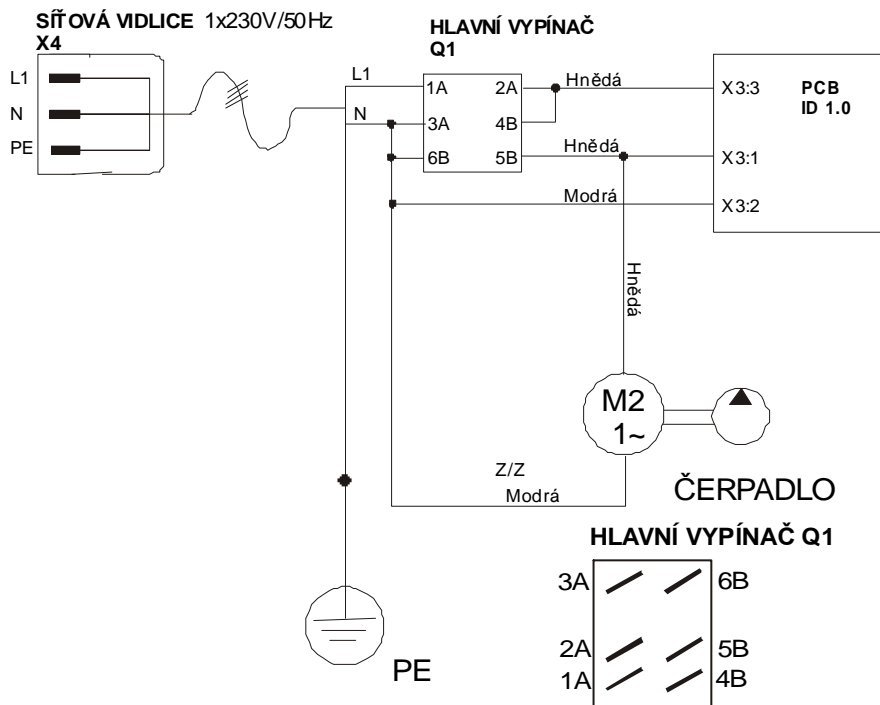 SÍŤOVÁ VIDLICE 1x230V/50Hz
X4
L1
N
PE
L1
N
HLAVNÍ VYPÍNAČ
Q1
1A 2A
3A 4B
6B 5B
Hnědá
Hnědá
Modrá
X3:3
X3:1
X3:2
PCB
ID 1.0
Hnědá
M2
1~
Z/Z
Modrá
ČERPADLO
PE
HLAVNÍ VYPÍNAČ Q1
3A 6B
2A 5B
1A 4B